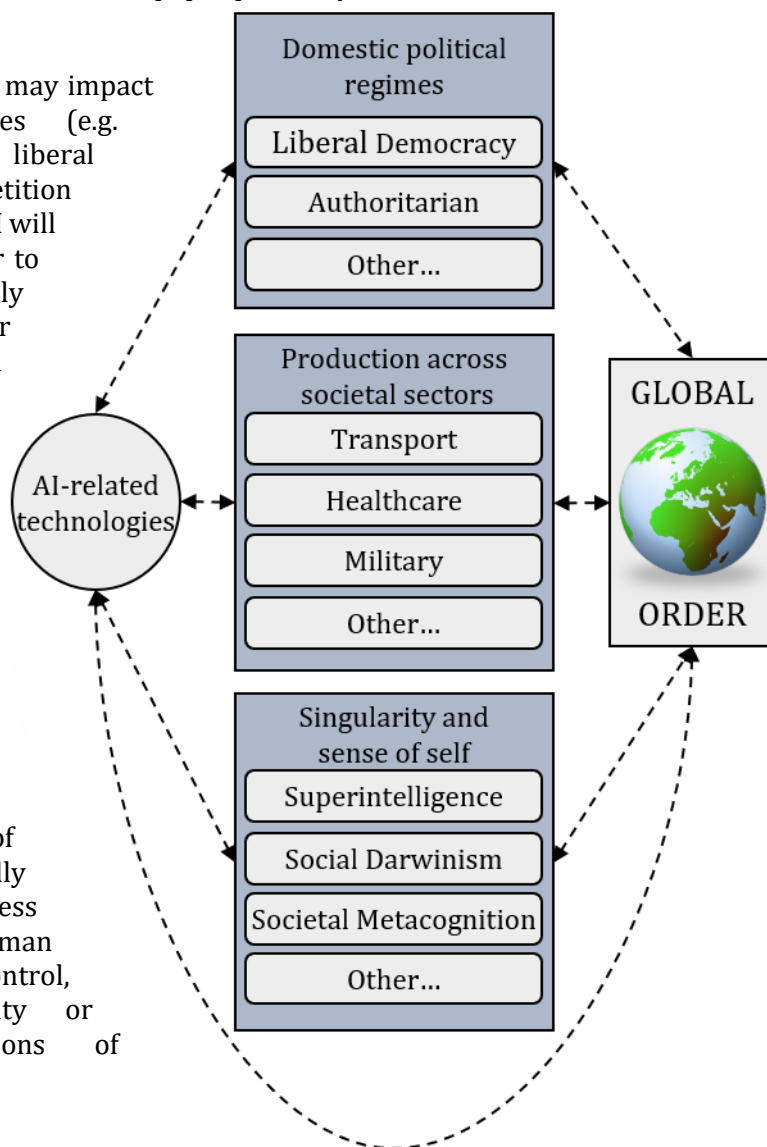 may impact
es (e.g.
liberal
etition
I will
r to
ly
r
Domestic political
regimes
Liberal Democracy
Authoritarian
Other...
AI-related
technologies
Production across
societal sectors
Transport
Healthcare
Military
Other...
GLOBAL
ORDER
Singularity and
sense of self
Superintelligence
Social Darwinism
Societal Metacognition
Other...
of
lly
ess
man
ontrol,
ity or
ons of